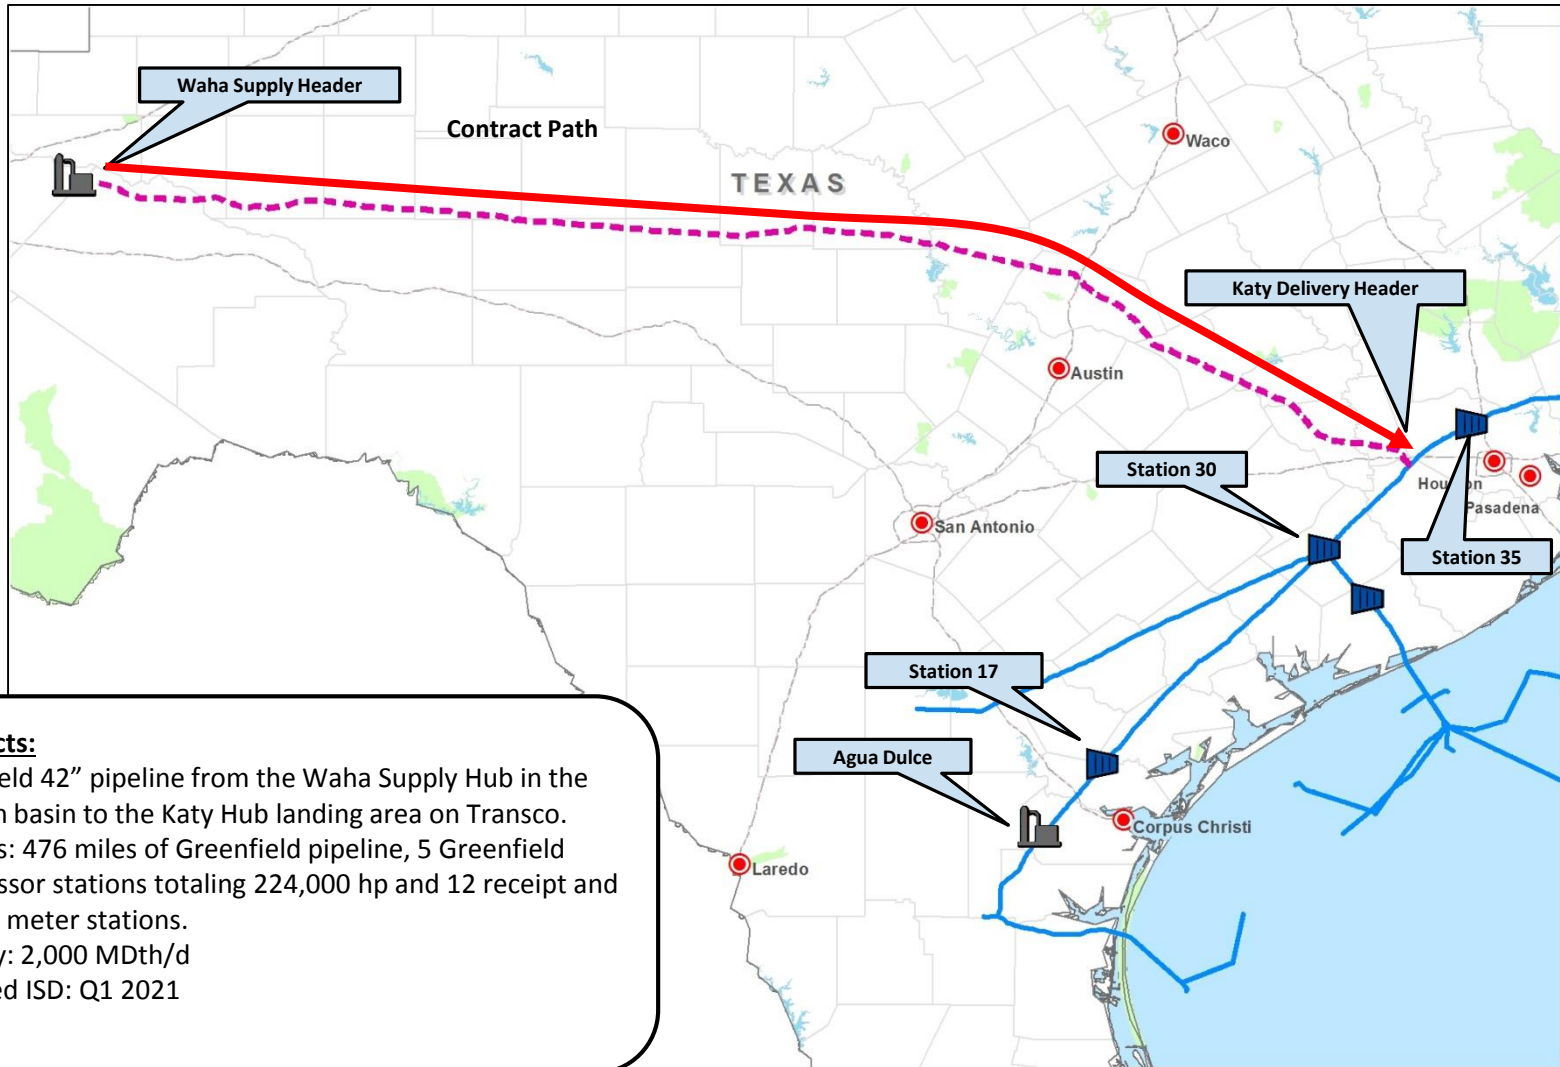 Waha Supply Header
Contract Path
Waco
TEXAS
Katy Delivery Header
Austin
Station 30
Houston
Pasadena
San Antonio
Station 35
Station 17
Agua Dulce
Corpus Christi
Laredo
cts:
eld 42” pipeline from the Waha Supply Hub in the
n basin to the Katy Hub landing area on Transco.
s: 476 miles of Greenfield pipeline, 5 Greenfield
ssor stations totaling 224,000 hp and 12 receipt and
meter stations.
y: 2,000 MDth/d
ed ISD: Q1 2021